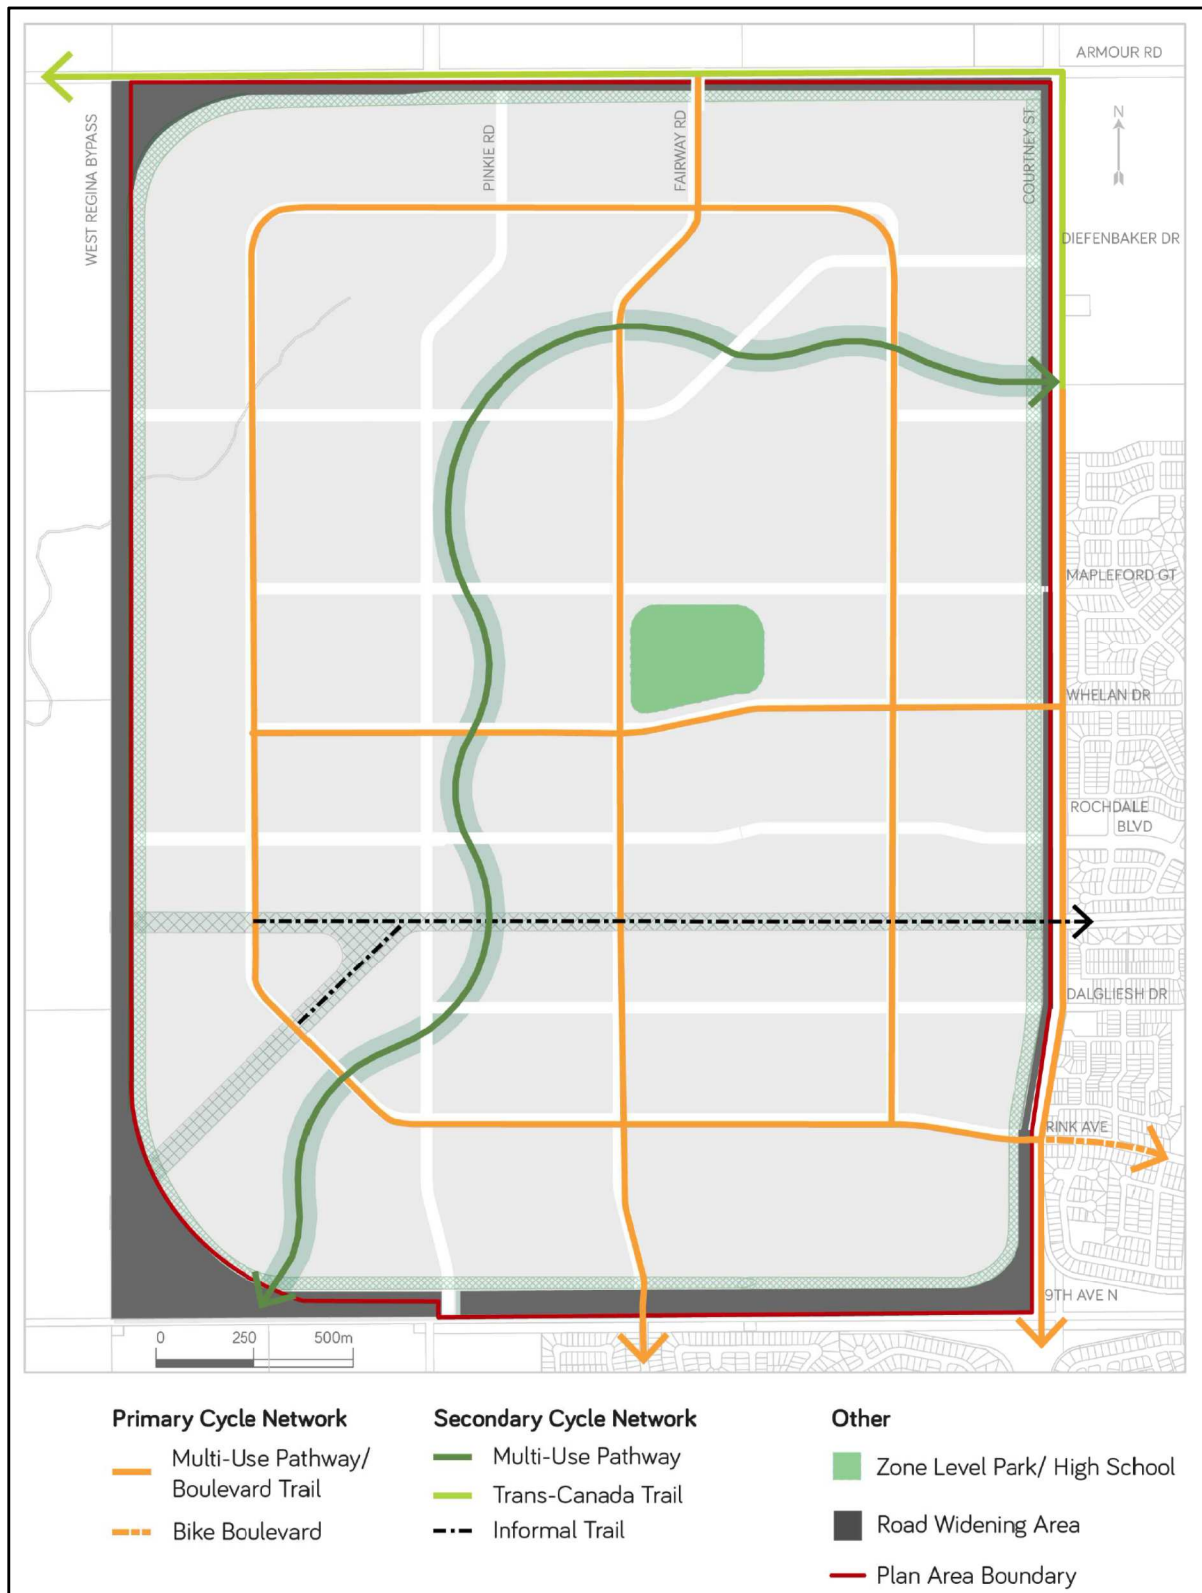 ARMOUR RD
WEST REGINA BYPASS
PINKIE RD
FAIRWAY RD
COURTNEY ST
N
DIEFENBAKER DR
MAPLEFORD GT
WHELAN DR
ROCHDALE
BLVD
DALGLIESH DR
RINK AVE
9TH AVE N
0 250 500m
Primary Cycle Network
Multi-Use Pathway/
Boulevard Trail
Bike Boulevard
Secondary Cycle Network
Multi-Use Pathway
Trans-Canada Trail
Informal Trail
Other
Zone Level Park/ High School
Road Widening Area
Plan Area Boundary